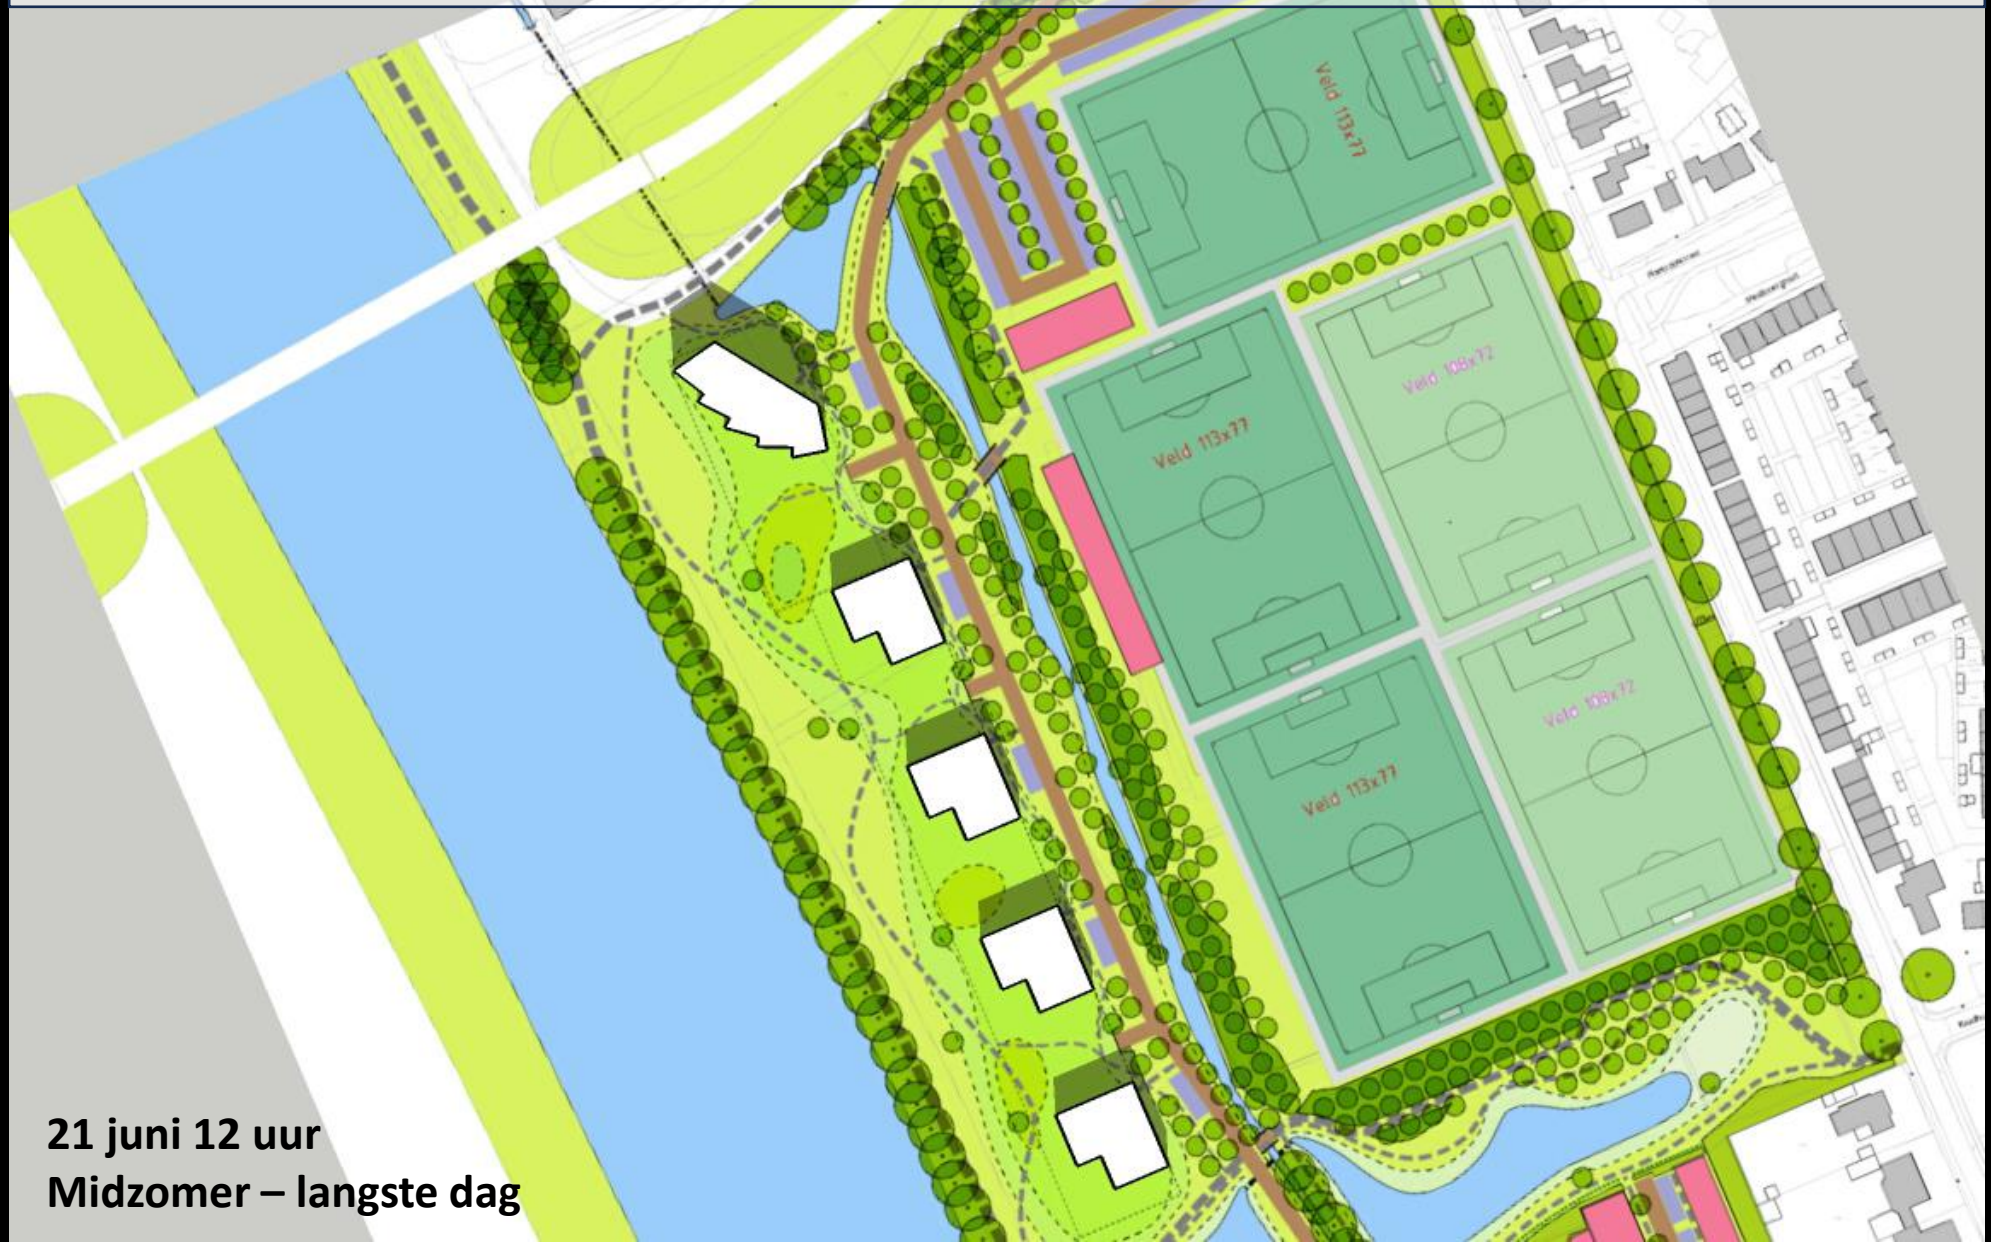 Veld 113x77
Veld 108x72
Veld 113x77
Veld 108x72
Veld 113x77
21 juni 12 uur
Midzomer – langste dag